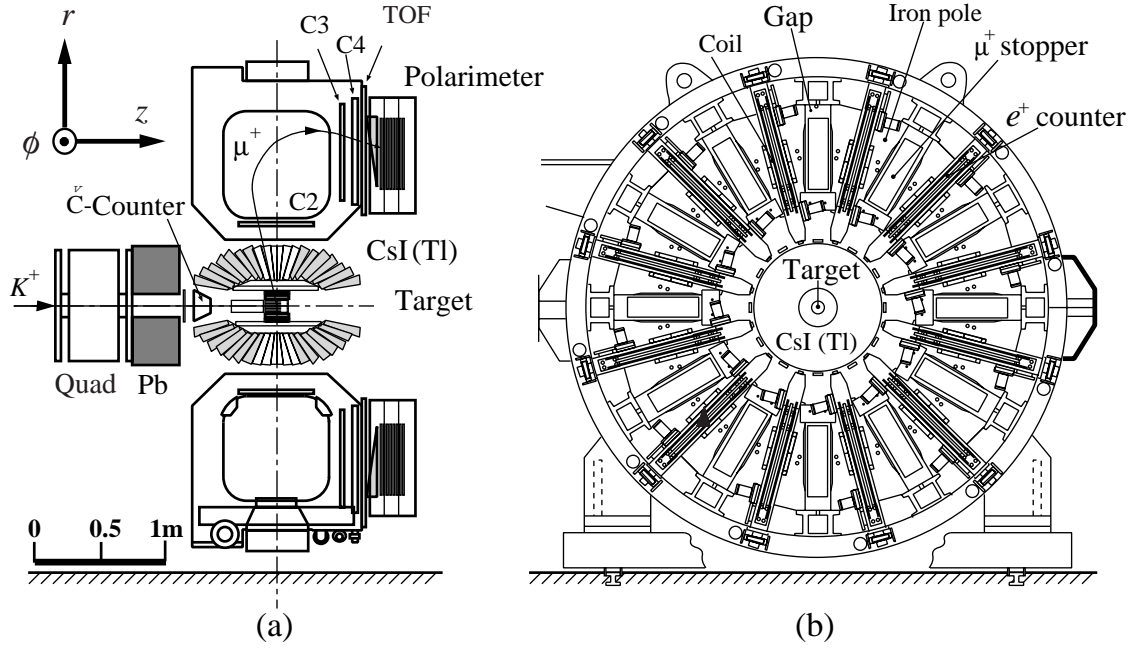 r
z
ϕ
C3
C4
TOF
Polarimeter
μ+
C2
Č-Counter
CsI (Tl)
K+
Target
Quad
Pb
0 0.5 1m
(a)
Gap
Iron pole
Coil
μ+ stopper
e+ counter
Target
CsI (Tl)
(b)